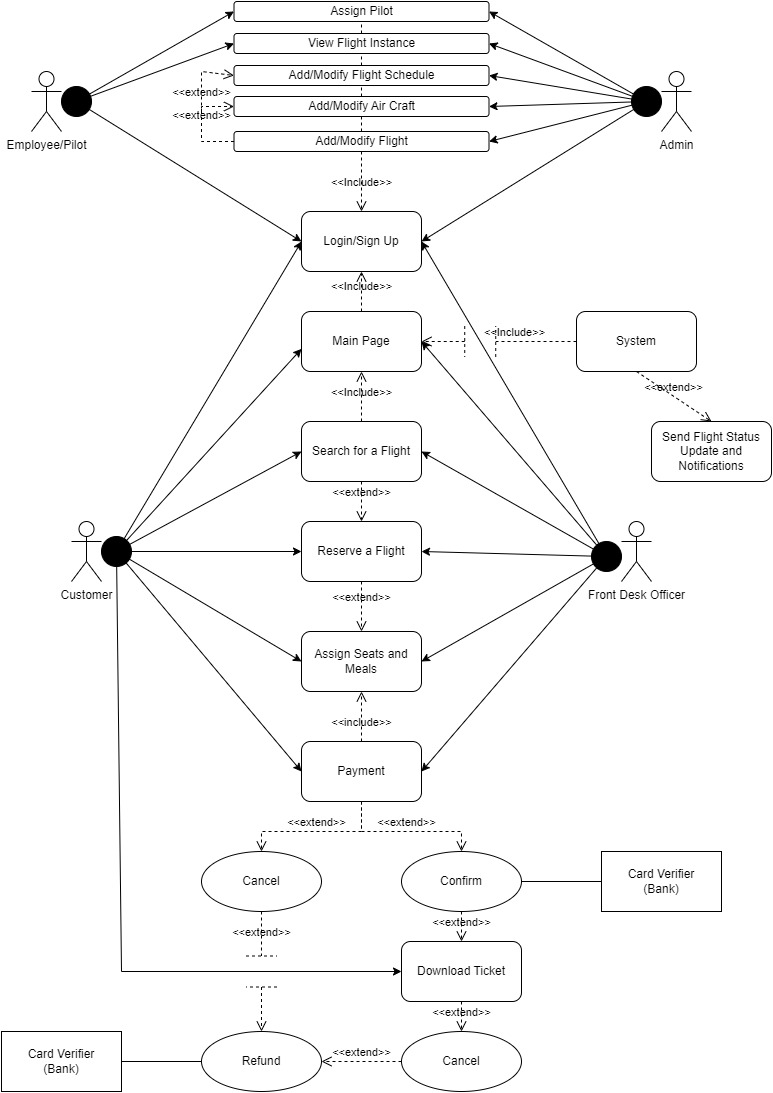 Assign Pilot
View Flight Instance
Add/Modify Flight Schedule
<<extend>>
Add/Modify Air Craft
<<extend>>
Add/Modify Flight
Employee/Pilot
Admin
<<Include>>
Login/Sign Up
<<Include>>
Main Page
<<Include>>
System
<<Include>>
<<extend>>
Search for a Flight
Send Flight Status
Update and
Notifications
<<extend>>
Reserve a Flight
Customer
Front Desk Officer
<<extend>>
Assign Seats and
Meals
<<include>>
Payment
<<extend>>
<<extend>>
Cancel
Confirm
Card Verifier
(Bank)
<<extend>>
<<extend>>
Download Ticket
<<extend>>
Card Verifier
(Bank)
Refund
<<extend>>
Cancel